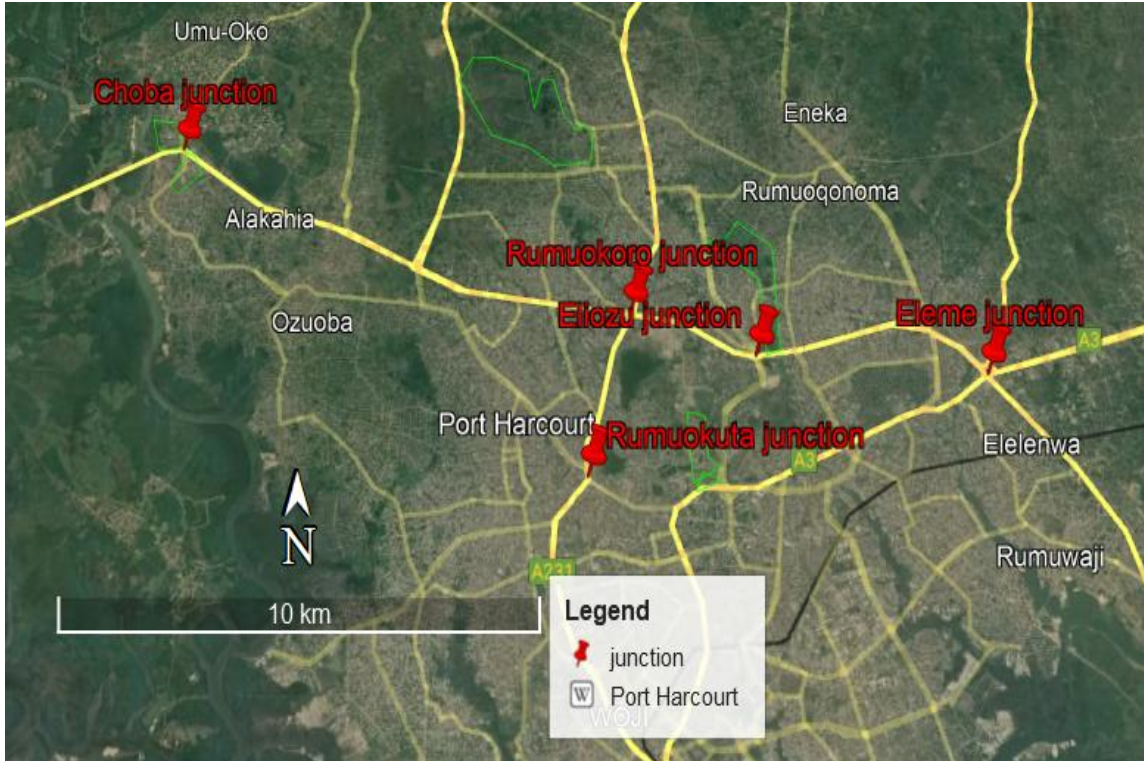 Umu-Oko
Choba junction
Eneka
Rumuoqonoma
Alakahia
Rumuokoro junction
Eliozu junction
Eleme junction
Ozuoba
A3
Port Harcourt
Rumuokuta junction
A3
Elelenwa
N
Rumuwaji
A231
10 km
Legend
junction
W
Port Harcourt
WOJI